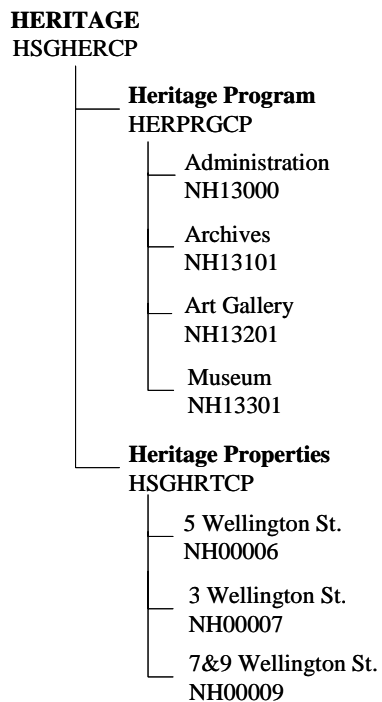 HERITAGE
HSGHERCP
Heritage Program
HERPRGCP
Administration
NH13000
Archives
NH13101
Art Gallery
NH13201
Museum
NH13301
Heritage Properties
HSGHRTCP
5 Wellington St.
NH00006
3 Wellington St.
NH00007
7&9 Wellington St.
NH00009